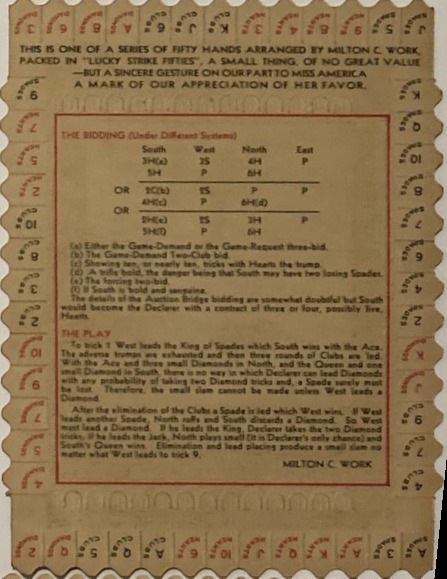 THIS IS ONE OF A SERIES OF FIFTY HANDS ARRANGED BY MILTON C. WORK,
PACKED IN "LUCKY STRIKE FIFTIES", A SMALL THING, OF NO GREAT VALUE
—BUT A SINCERE GESTURE ON OUR PART TO MISS AMERICA
A MARK OF OUR APPRECIATION OF HER FAVOR.
THE BIDDING (Under Different Systems)
South West North East
3H(a) 2S 4H P
5H P 6H
OR 2C(b) 2S P P
4H(c) P 6H(d)
OR 2H(e) 2S 3H P
5H(f) P 6H
(a) Either the Game-Demand or the Game-Request three-bid.
(b) The Game-Demand Two-Club bid.
(c) Showing ten, or nearly ten, tricks with Hearts the trump.
(d) A trifle bold, the danger being that South may have two losing Spades.
(e) The forcing two-bid.
(f) If South is bold and sanguine.
The details of the Auction Bridge bidding are somewhat doubtful but South
would become the Declarer with a contract of three or four, possibly five,
Hearts.
THE PLAY
To trick 1 West leads the King of Spades which South wins with the Ace.
The adverse trumps are exhausted and then three rounds of Clubs are led.
With the Ace and three small Diamonds in North, and the Queen and one
small Diamond in South, there is no way in which Declarer can lead Diamonds
with any probability of taking two Diamond tricks and, a Spade surely must
be lost. Therefore, the small slam cannot be made unless West leads a
Diamond.
After the elimination of the Clubs a Spade is led which West wins. If West
leads another Spade, North ruffs and South discards a Diamond. So West
must lead a Diamond. If he leads the King, Declarer takes the two Diamond
tricks; if he leads the Jack, North plays small (it is Declarer's only chance) and
South's Queen wins. Elimination and lead placing produce a small slam no
matter what West leads to trick 9.
MILTON C. WORK